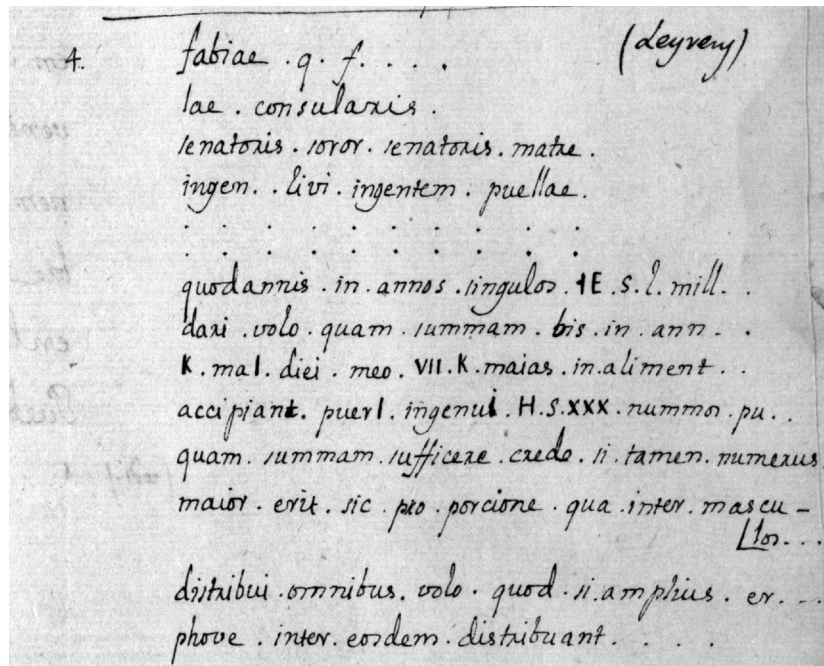 4. fabiae . q . f. . . . (Leyreny)
lae . consularis .
senatoris . soror . senatoris . matre .
ingen. . livi . ingentem . puellae.
. . . . . . . . . .
: : : : : : : : : :
quodannis . in . annos . singulos . IE . S . l . mill. .
dari . volo . quam . summam . bis . in . ann . .
K . mal . diei . meo . VII . K . maias . in . aliment . .
accipiant . puerI . ingenuI . H.S.XXX . nummos . pu. .
quam . summam . sufficere . credo . si . tamen . numerus .
maior . erit . sic . pro . porcione . qua . inter . mascu-
los . . .
distribui . omnibus . volo . quod . si . amplius . er. . .
phove . inter . eosdem . distribuant . . . .